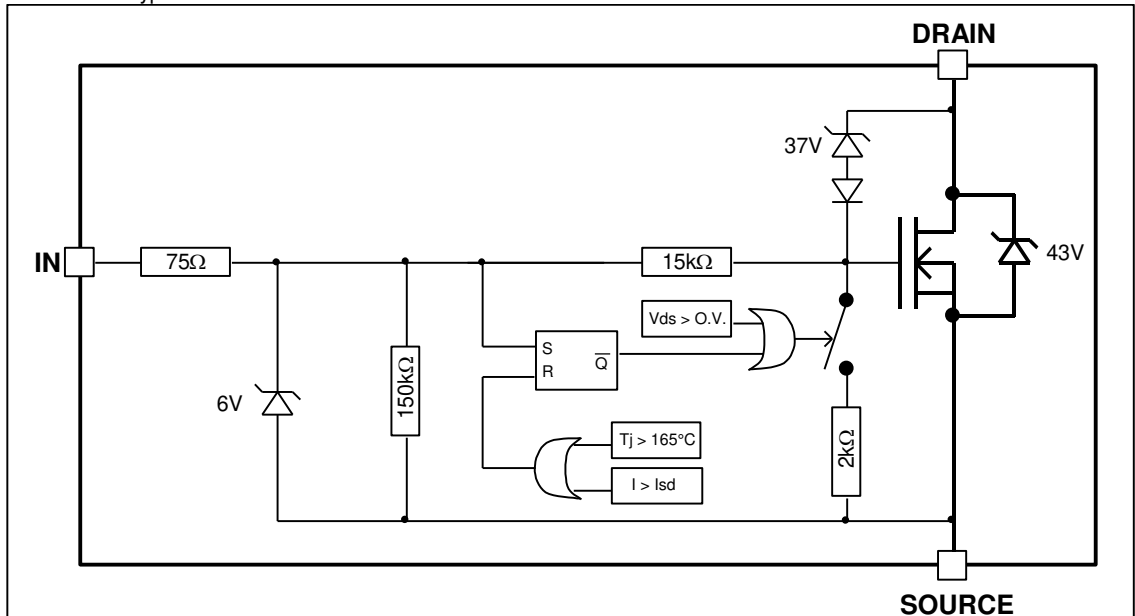 DRAIN
37V
IN
75Ω
15kΩ
43V
Vds > O.V.
S
R
Q̅
150kΩ
6V
Tj > 165°C
I > Isd
2kΩ
SOURCE